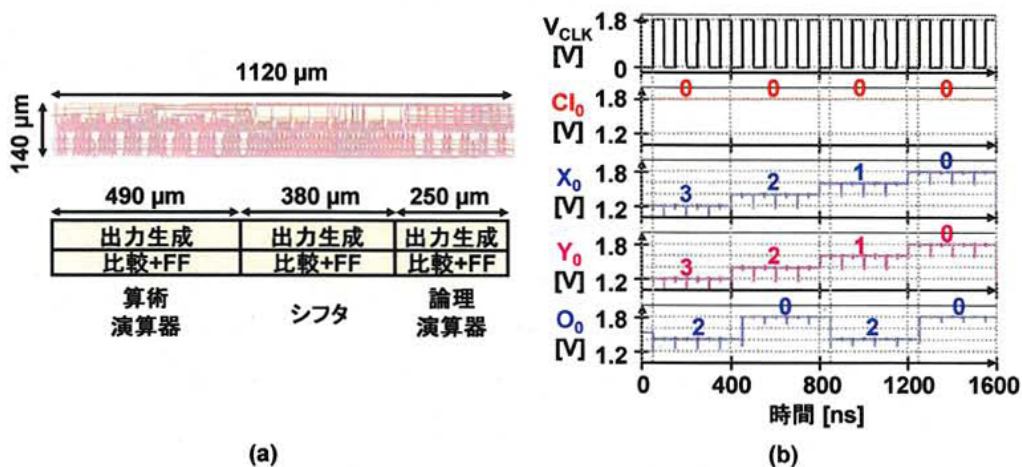 1120 μm
140 μm
490 μm 380 μm 250 μm
出力生成 出力生成 出力生成
比較+FF 比較+FF 比較+FF
算術
演算器
シフタ
論理
演算器
(a)
VCLK
[V]
1.8
0
CI0
[V]
1.8
1.2
0 0 0 0
X0
[V]
1.8
1.2
3 2 1 0
Y0
[V]
1.8
1.2
3 2 1 0
O0
[V]
1.8
1.2
2 0 2 0
0 400 800 1200 1600
時間 [ns]
(b)